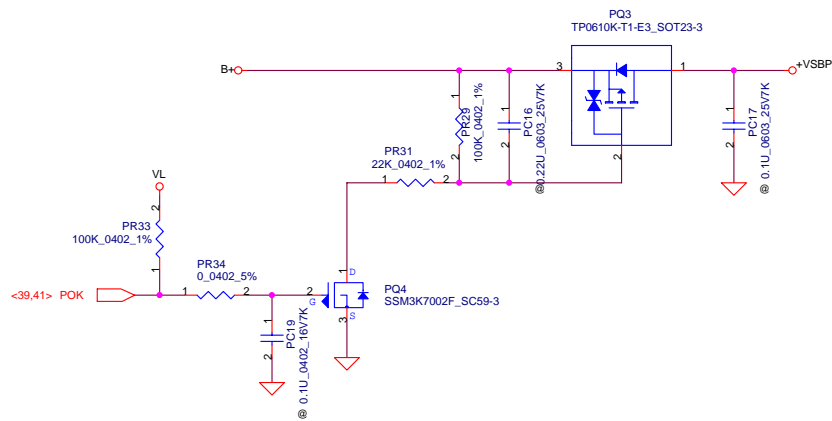 PQ3
TP0610K-T1-E3_SOT23-3
B+
3
1
+VSBP
2
1
2
PR29
100K_0402_1%
1
2
PC16
@0.22U_0603_25V7K
1
2
PC17
@ 0.1U_0603_25V7K
PR31
22K_0402_1%
1
2
VL
2
PR33
100K_0402_1%
1
PR34
0_0402_5%
<39,41> POK
1
2
2
G
1
D
PQ4
SSM3K7002F_SC59-3
S
3
1
2
PC19
@ 0.1U_0402_16V7K